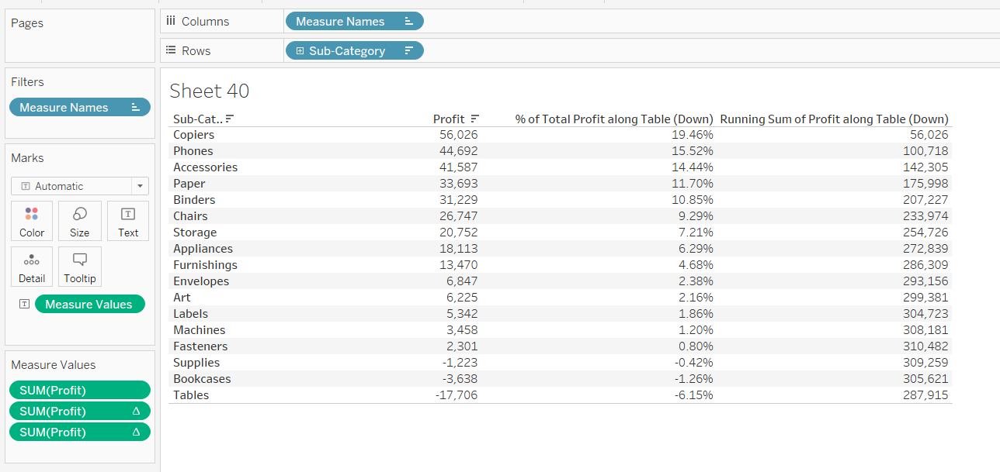 Pages
Columns
Measure Names
Rows
Sub-Category
Filters
Measure Names
Marks
Automatic
Color Size Text
Detail Tooltip
Measure Values
Measure Values
SUM(Profit)
SUM(Profit) Δ
SUM(Profit) Δ
Sheet 40
Sub-Cat.. Profit % of Total Profit along Table (Down) Running Sum of Profit along Table (Down)
Copiers 56,026 19.46% 56,026
Phones 44,692 15.52% 100,718
Accessories 41,587 14.44% 142,305
Paper 33,693 11.70% 175,998
Binders 31,229 10.85% 207,227
Chairs 26,747 9.29% 233,974
Storage 20,752 7.21% 254,726
Appliances 18,113 6.29% 272,839
Furnishings 13,470 4.68% 286,309
Envelopes 6,847 2.38% 293,156
Art 6,225 2.16% 299,381
Labels 5,342 1.86% 304,723
Machines 3,458 1.20% 308,181
Fasteners 2,301 0.80% 310,482
Supplies -1,223 -0.42% 309,259
Bookcases -3,638 -1.26% 305,621
Tables -17,706 -6.15% 287,915